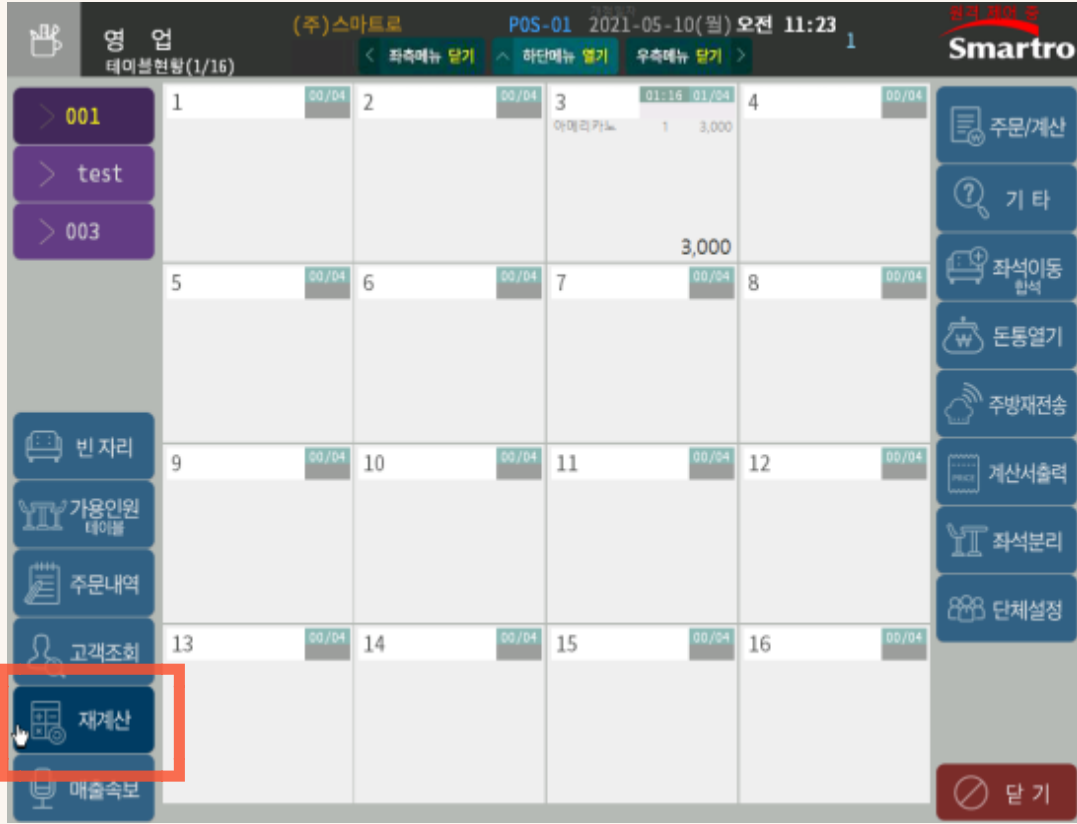 영 업
테이블현황(1/16)
(주)스마트로
POS-01 2021-05-10(월) 오전 11:23
1
원격 제어 중
Smartro
< 좌측메뉴 닫기
^ 하단메뉴 열기
우측메뉴 닫기 >
> 001
> test
> 003
1 00/04
2 00/04
3 01:16 01/04
아메리카노 1 3,000
3,000
4 00/04
5 00/04
6 00/04
7 00/04
8 00/04
9 00/04
10 00/04
11 00/04
12 00/04
13 00/04
14 00/04
15 00/04
16 00/04
빈 자리
가용인원
테이블
주문내역
고객조회
재계산
매출속보
주문/계산
기 타
좌석이동
합석
돈통열기
주방재전송
PRICE
계산서출력
좌석분리
단체설정
닫 기